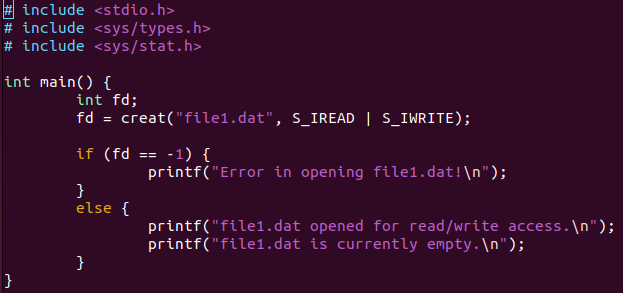 # include <stdio.h>
# include <sys/types.h>
# include <sys/stat.h>

int main() {
        int fd;
        fd = creat("file1.dat", S_IREAD | S_IWRITE);

        if (fd == -1) {
                printf("Error in opening file1.dat!\n");
        }
        else {
                printf("file1.dat opened for read/write access.\n");
                printf("file1.dat is currently empty.\n");
        }
}